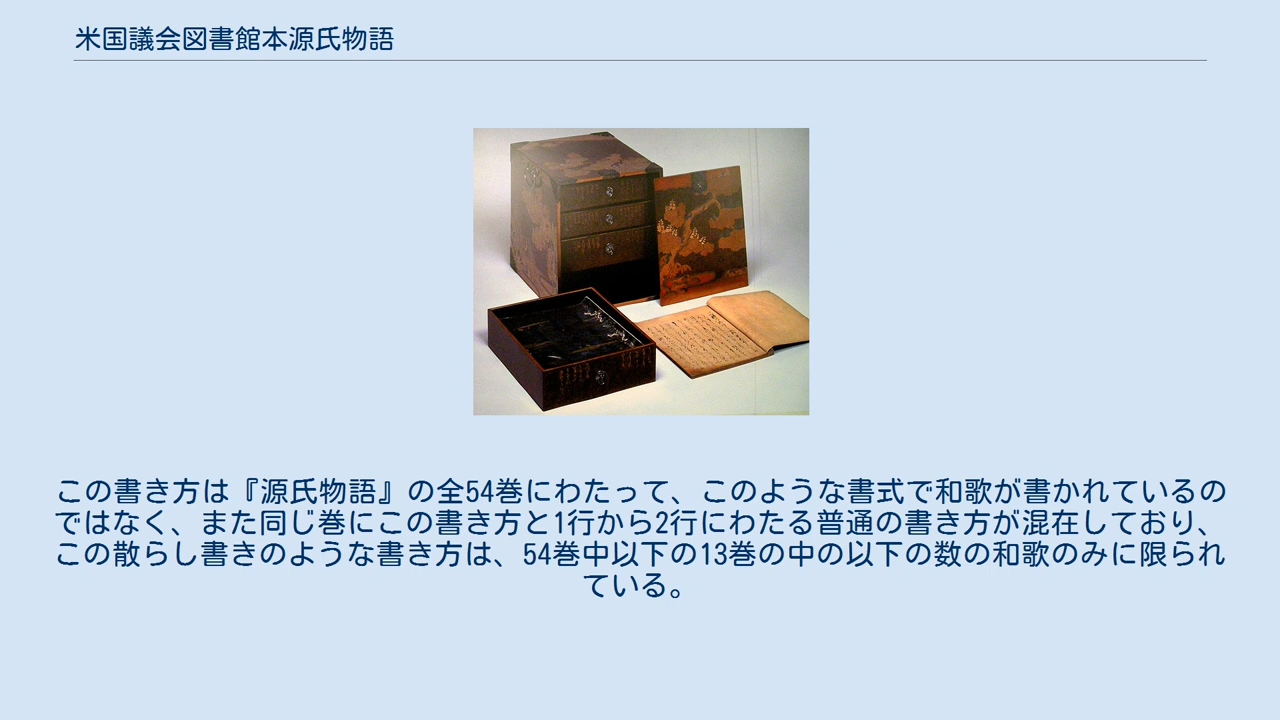 米国議会図書館本源氏物語
この書き方は『源氏物語』の全54巻にわたって、このような書式で和歌が書かれているの
ではなく、また同じ巻にこの書き方と1行から2行にわたる普通の書き方が混在しており、
この散らし書きのような書き方は、54巻中以下の13巻の中の以下の数の和歌のみに限られ
ている。